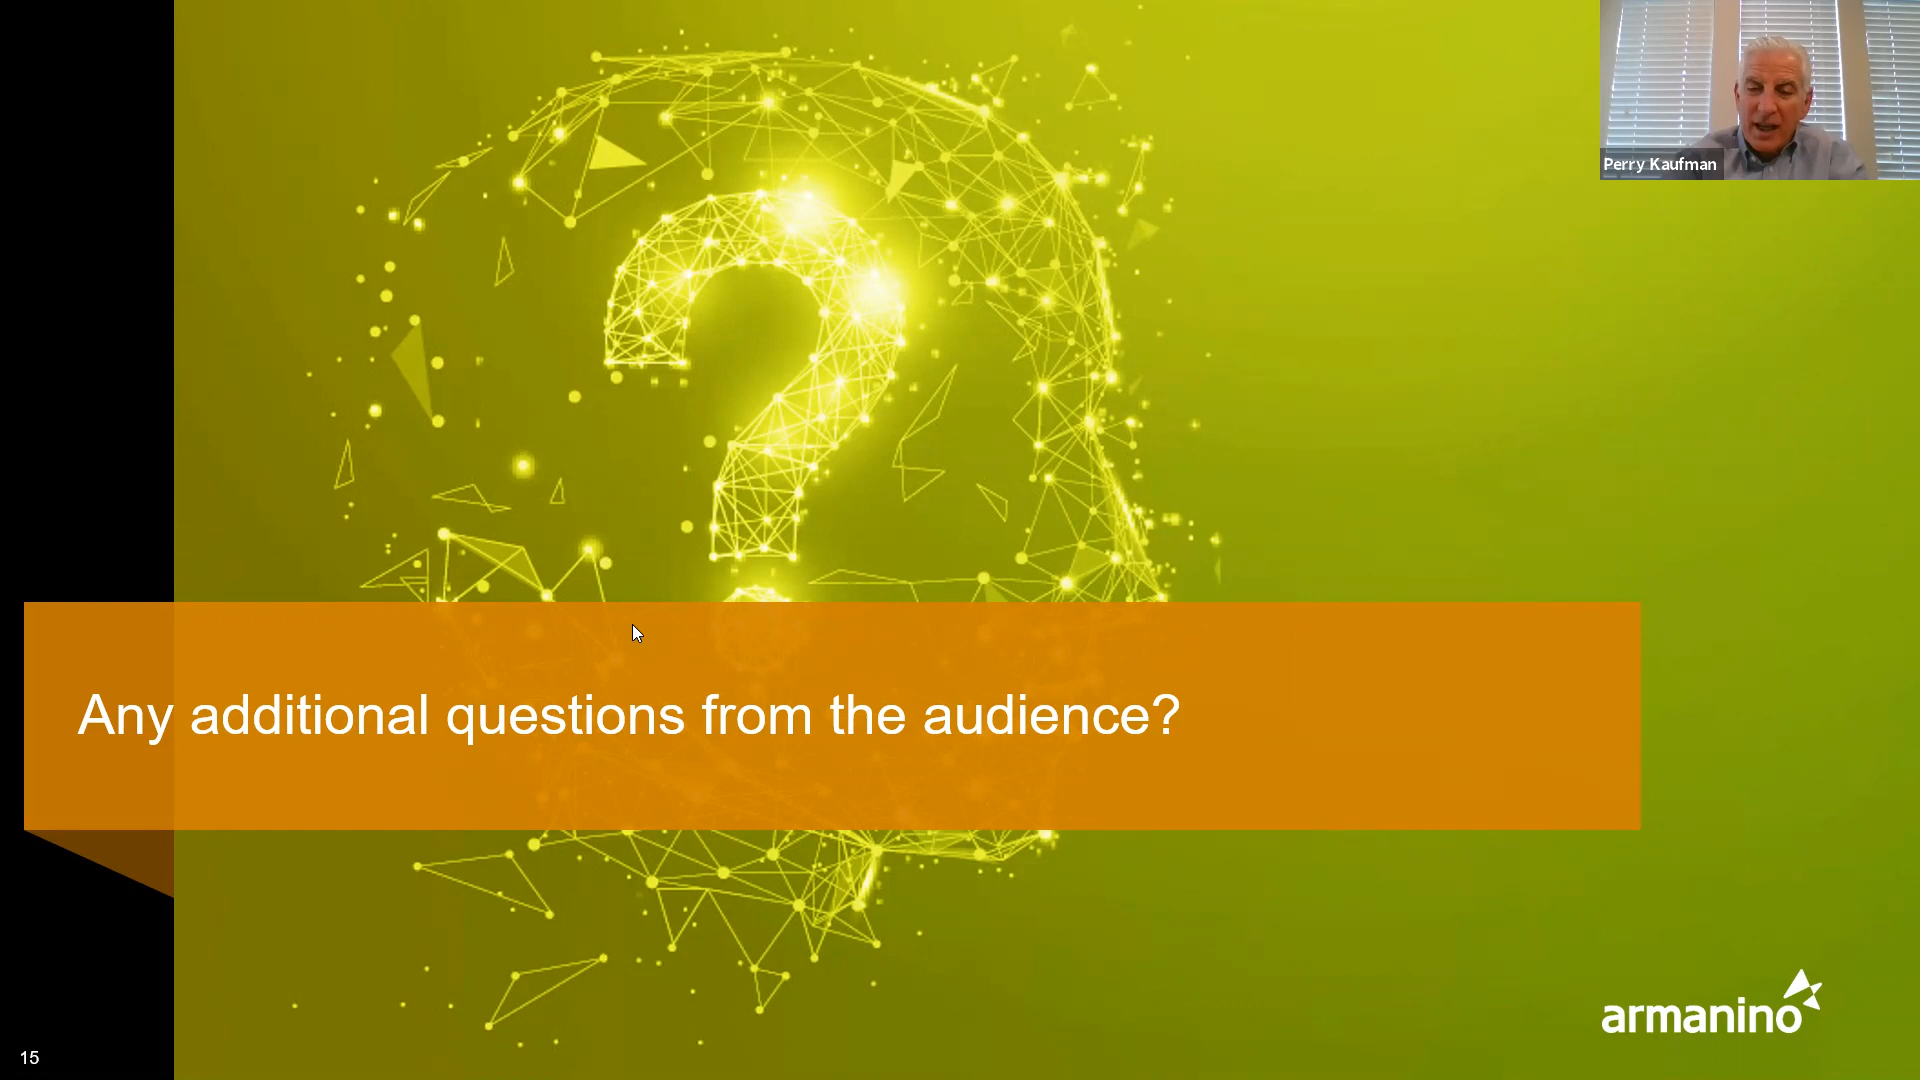 Perry Kaufman
Any additional questions from the audience?
armanino
15